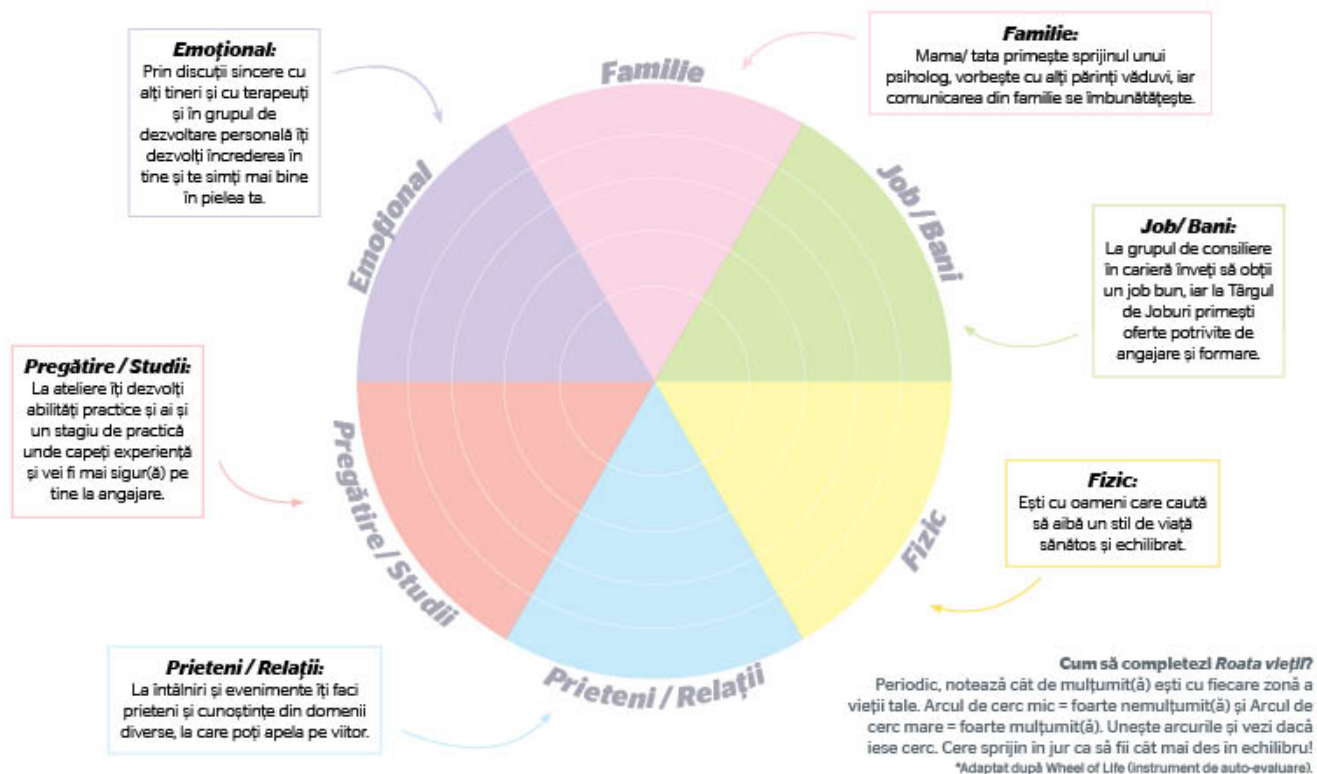 Emoțional:
Prin discuții sincere cu
alți tineri și cu terapeuți
și în grupul de
dezvoltare personală îți
dezvolți încrederea în
tine și te simți mai bine
în pielea ta.
Familie:
Mama/ tata primește sprijinul unui
psiholog, vorbește cu alți părinți văduvi, iar
comunicarea din familie se îmbunătățește.
Familie
Emoțional
Job / Bani
Job/ Bani:
La grupul de consiliere
în carieră înveți să obții
un job bun, iar la Târgul
de Joburi primești
oferte potrivite de
angajare și formare.
Pregătire / Studii:
La ateliere îți dezvolți
abilități practice și ai și
un stagiu de practică
unde capeți experiență
și vei fi mai sigur(ă) pe
tine la angajare.
Pregătire / Studii
Fizic
Fizic:
Ești cu oameni care caută
să aibă un stil de viață
sănătos și echilibrat.
Prieteni / Relații
Prieteni / Relații:
La întâlniri și evenimente îți faci
prieteni și cunoștințe din domenii
diverse, la care poți apela pe viitor.
Cum să completezi Roata vieții?
Periodic, notează cât de mulțumit(ă) ești cu fiecare zonă a
vieții tale. Arcul de cerc mic = foarte nemulțumit(ă) și Arcul de
cerc mare = foarte mulțumit(ă). Unește arcurile și vezi dacă
iese cerc. Cere sprijin în jur ca să fii cât mai des în echilibru!
*Adaptat după Wheel of Life (instrument de auto-evaluare).